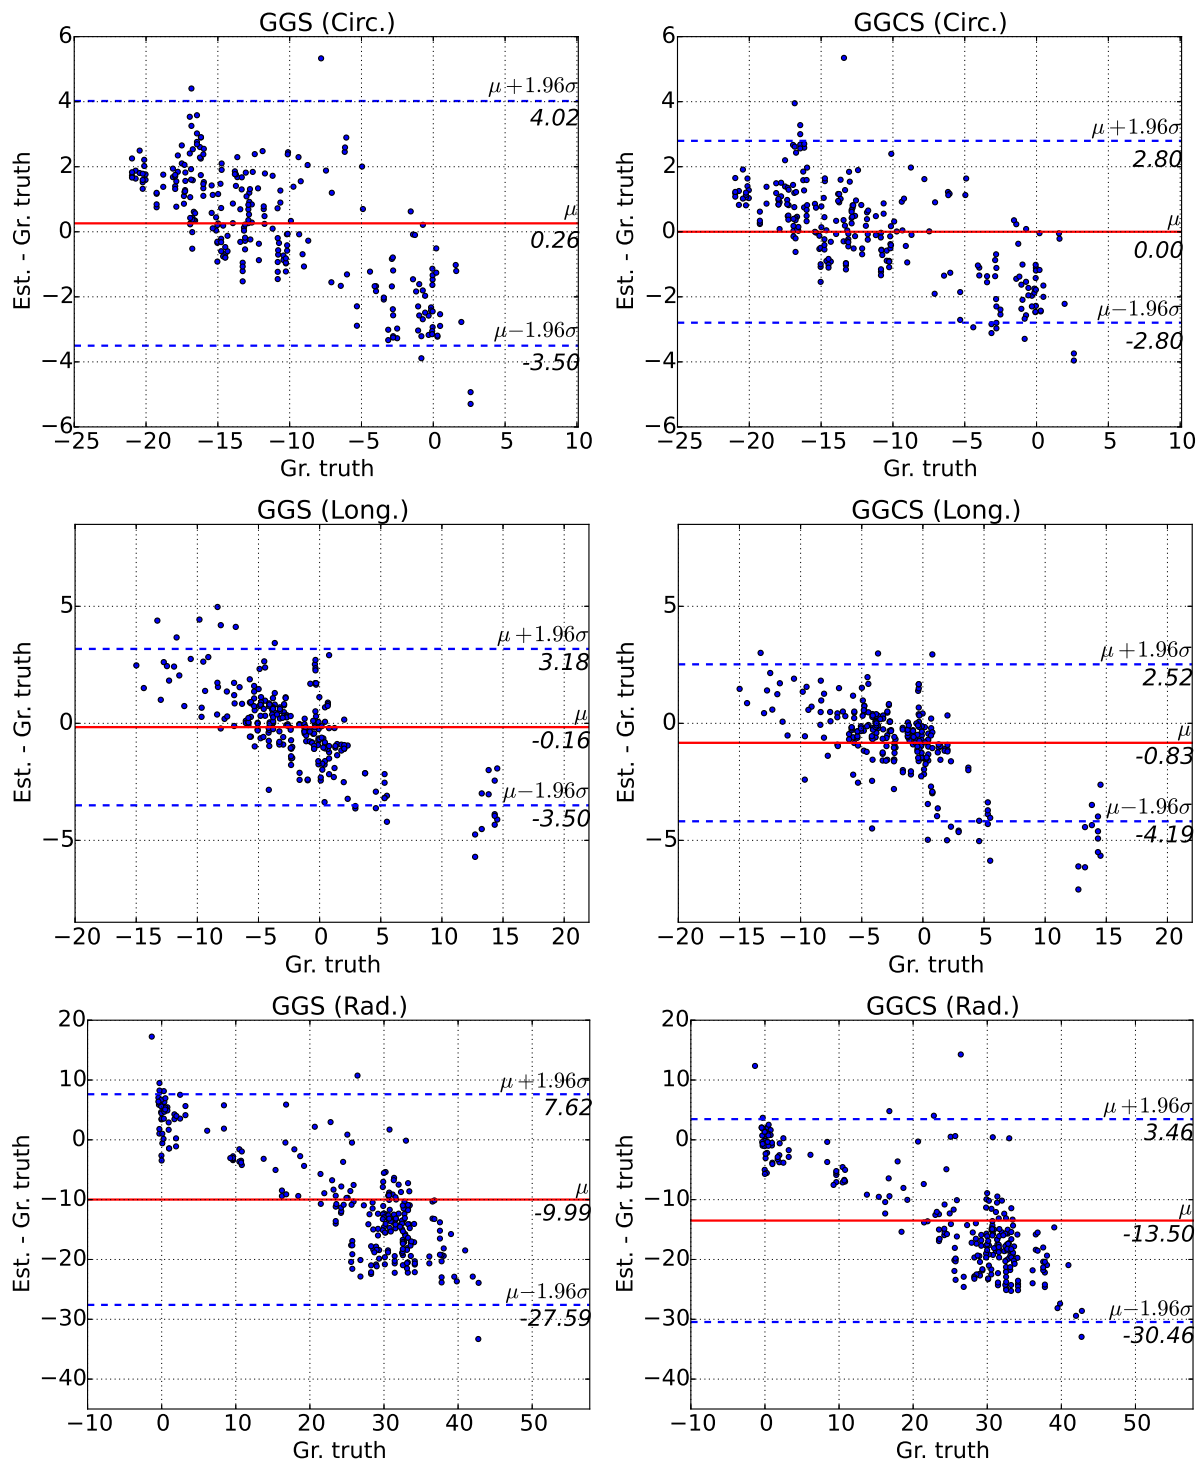 GGS (Circ.)
6
4
2
0
−2
−4
−6
μ+1.96σ
4.02
μ
0.26
μ−1.96σ
-3.50
−25 −20 −15 −10 −5 0 5 10
Gr. truth
Est. - Gr. truth
GGCS (Circ.)
6
4
2
0
−2
−4
−6
μ+1.96σ
2.80
μ
0.00
μ−1.96σ
-2.80
−25 −20 −15 −10 −5 0 5 10
Gr. truth
Est. - Gr. truth
GGS (Long.)
5
0
−5
μ+1.96σ
3.18
μ
-0.16
μ−1.96σ
-3.50
−20 −15 −10 −5 0 5 10 15 20
Gr. truth
Est. - Gr. truth
GGCS (Long.)
5
0
−5
μ+1.96σ
2.52
μ
-0.83
μ−1.96σ
-4.19
−20 −15 −10 −5 0 5 10 15 20
Gr. truth
Est. - Gr. truth
GGS (Rad.)
20
10
0
−10
−20
−30
−40
μ+1.96σ
7.62
μ
-9.99
μ−1.96σ
-27.59
−10 0 10 20 30 40 50
Gr. truth
Est. - Gr. truth
GGCS (Rad.)
20
10
0
−10
−20
−30
−40
μ+1.96σ
3.46
μ
-13.50
μ−1.96σ
-30.46
−10 0 10 20 30 40 50
Gr. truth
Est. - Gr. truth